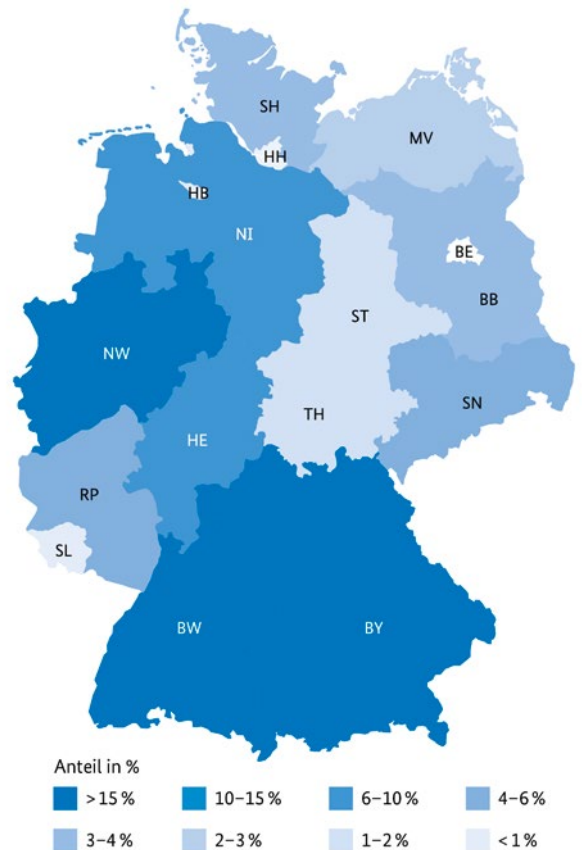 SH
MV
HH
HB
NI
BE
BB
ST
NW
SN
TH
HE
RP
SL
BW
BY
Anteil in %
>15 %
10–15 %
6–10 %
4–6 %
3–4 %
2–3 %
1–2 %
<1 %